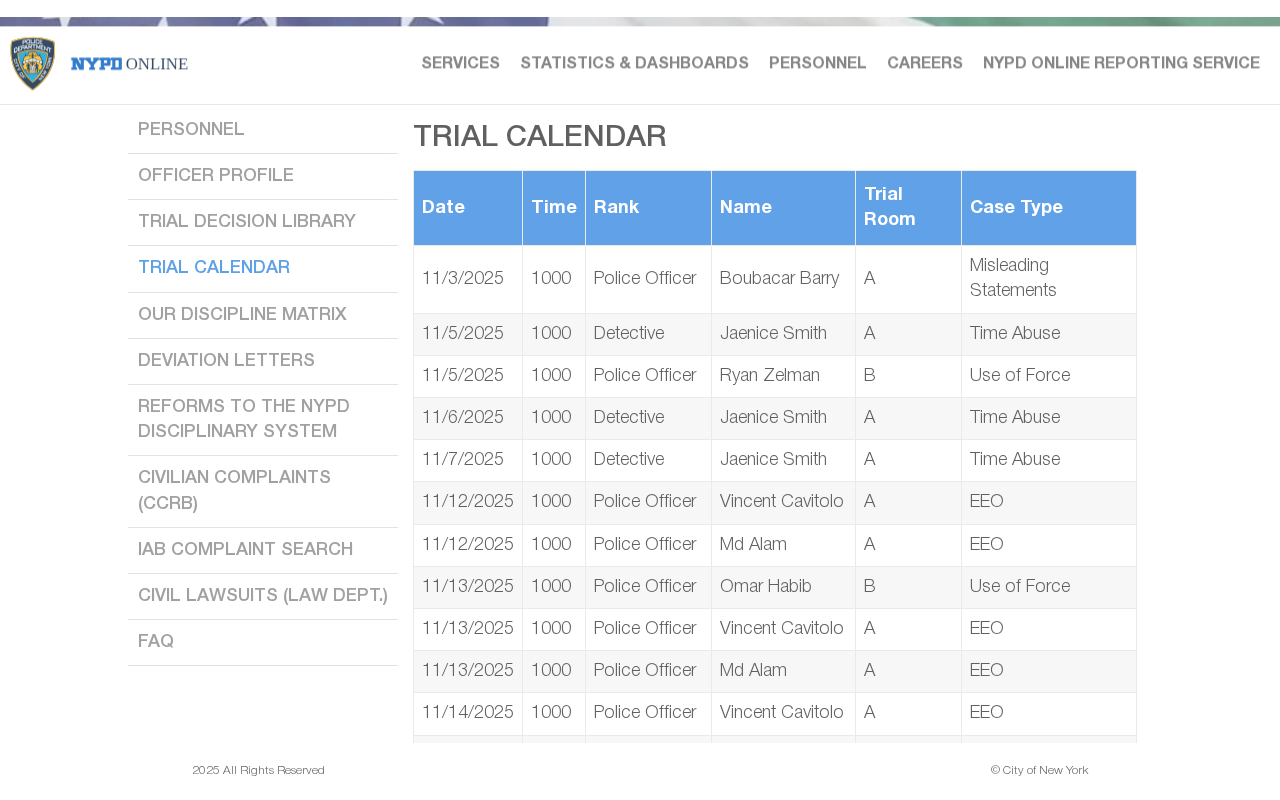 NYPD ONLINE
SERVICES STATISTICS & DASHBOARDS PERSONNEL CAREERS NYPD ONLINE REPORTING SERVICE
PERSONNEL
OFFICER PROFILE
TRIAL DECISION LIBRARY
TRIAL CALENDAR
OUR DISCIPLINE MATRIX
DEVIATION LETTERS
REFORMS TO THE NYPD
DISCIPLINARY SYSTEM
CIVILIAN COMPLAINTS
(CCRB)
IAB COMPLAINT SEARCH
CIVIL LAWSUITS (LAW DEPT.)
FAQ
TRIAL CALENDAR
Date Time Rank Name Trial Room Case Type
11/3/2025 1000 Police Officer Boubacar Barry A Misleading Statements
11/5/2025 1000 Detective Jaenice Smith A Time Abuse
11/5/2025 1000 Police Officer Ryan Zelman B Use of Force
11/6/2025 1000 Detective Jaenice Smith A Time Abuse
11/7/2025 1000 Detective Jaenice Smith A Time Abuse
11/12/2025 1000 Police Officer Vincent Cavitolo A EEO
11/12/2025 1000 Police Officer Md Alam A EEO
11/13/2025 1000 Police Officer Omar Habib B Use of Force
11/13/2025 1000 Police Officer Vincent Cavitolo A EEO
11/13/2025 1000 Police Officer Md Alam A EEO
11/14/2025 1000 Police Officer Vincent Cavitolo A EEO
2025 All Rights Reserved © City of New York